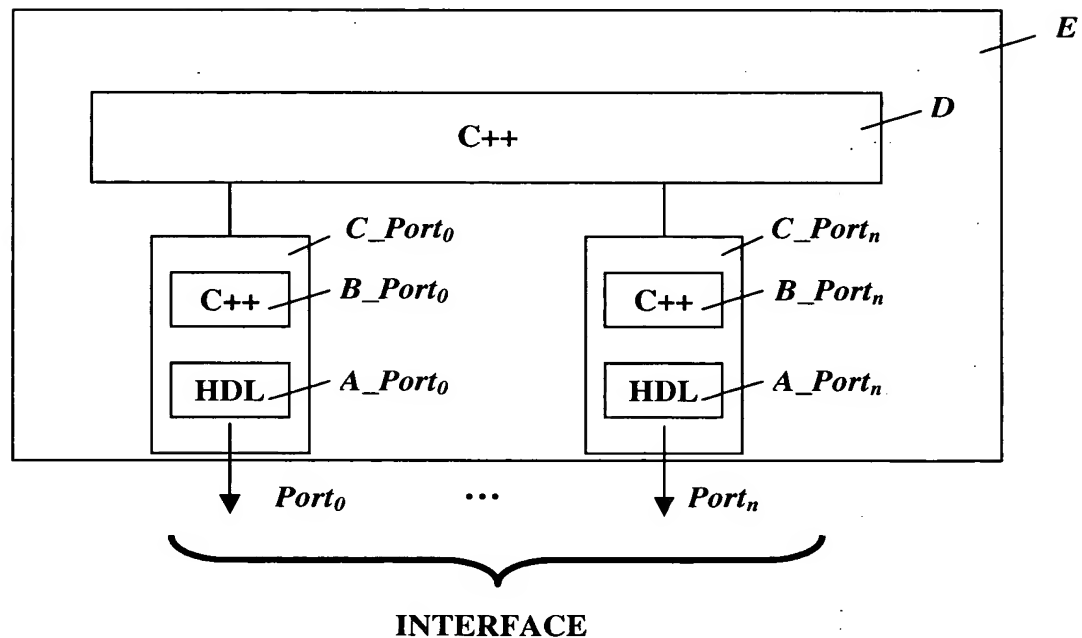 E
D
C++
C_Port₀
C_Portₙ
C++
B_Port₀
C++
B_Portₙ
HDL
A_Port₀
HDL
A_Portₙ
Port₀
...
Portₙ
INTERFACE